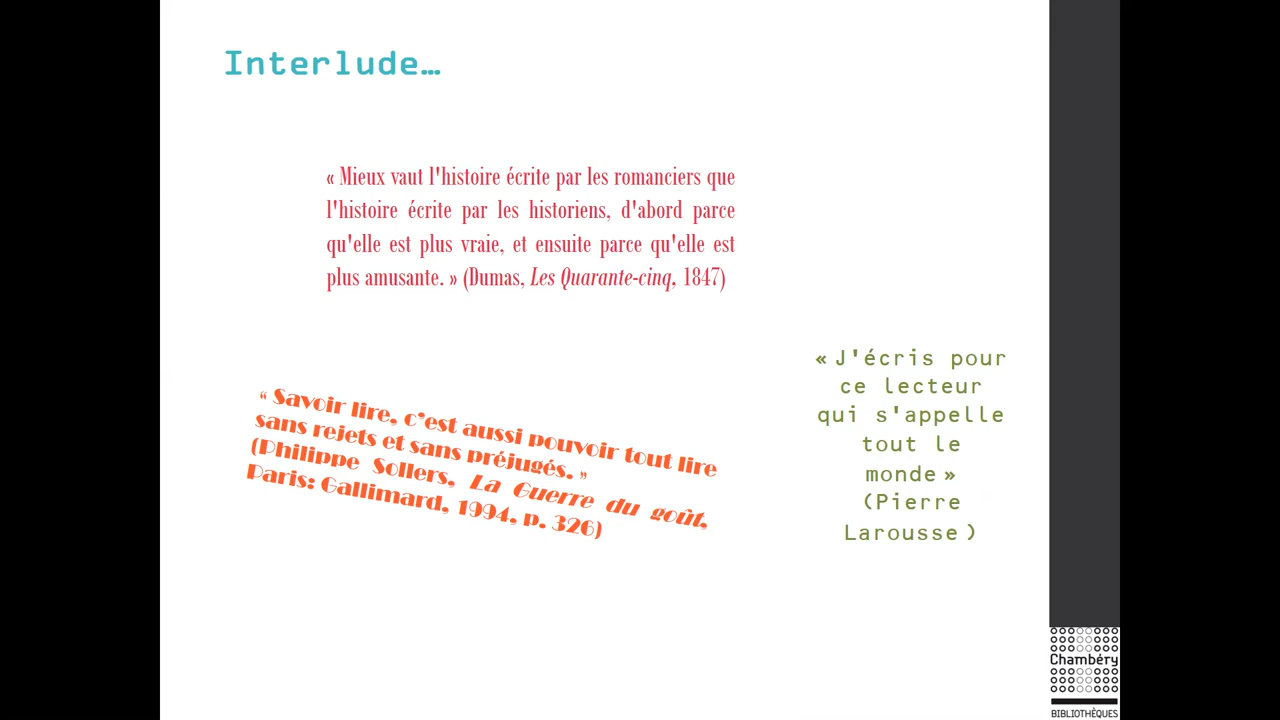 Interlude…
« Mieux vaut l'histoire écrite par les romanciers que
l'histoire écrite par les historiens, d'abord parce
qu'elle est plus vraie, et ensuite parce qu'elle est
plus amusante. » (Dumas, Les Quarante-cinq, 1847)
« Savoir lire, c’est aussi pouvoir tout lire
sans rejets et sans préjugés. »
(Philippe Sollers, La Guerre du goût,
Paris: Gallimard, 1994, p. 326)
« J'écris pour
ce lecteur
qui s'appelle
tout le
monde »
(Pierre
Larousse )
Chambéry
BIBLIOTHÈQUES